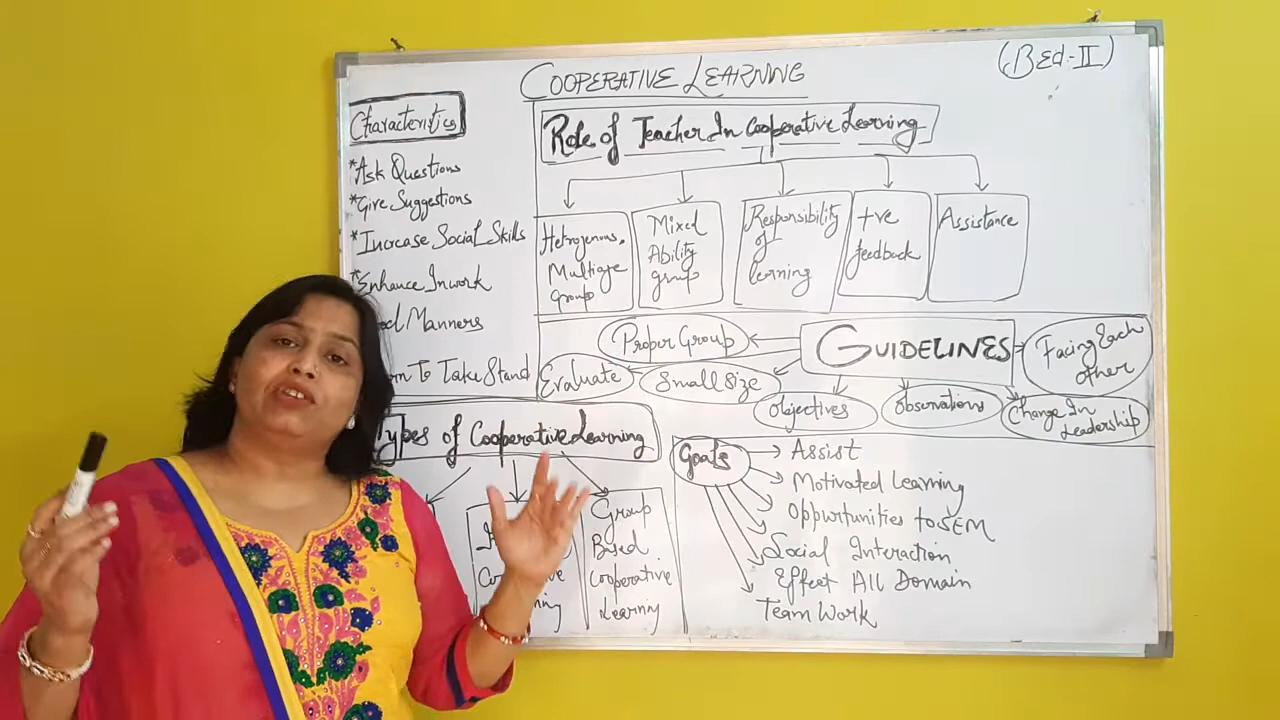 COOPERATIVE LEARNING
(BEd-II)
Characteristics
*Ask Questions
*Give Suggestions
*Increase Social Skills
*Enhance Inwork
Manners
To Take Stand
Role of Teacher In Cooperative Learning
Hetrogenous,
Multiage
group
Mixed
Ability
group
Responsibility
of
learning
+ve
feedback
Assistance
GUIDELINES
Proper Group
Evaluate
Small Size
Objectives
Observations
Change In
Leadership
Facing Each
other
Types of Cooperative Learning
Group
Based
Cooperative
Learning
Goals
Assist
Motivated Learning
Oppurtunities to SEM
Social Interaction
Effect All Domain
Team Work